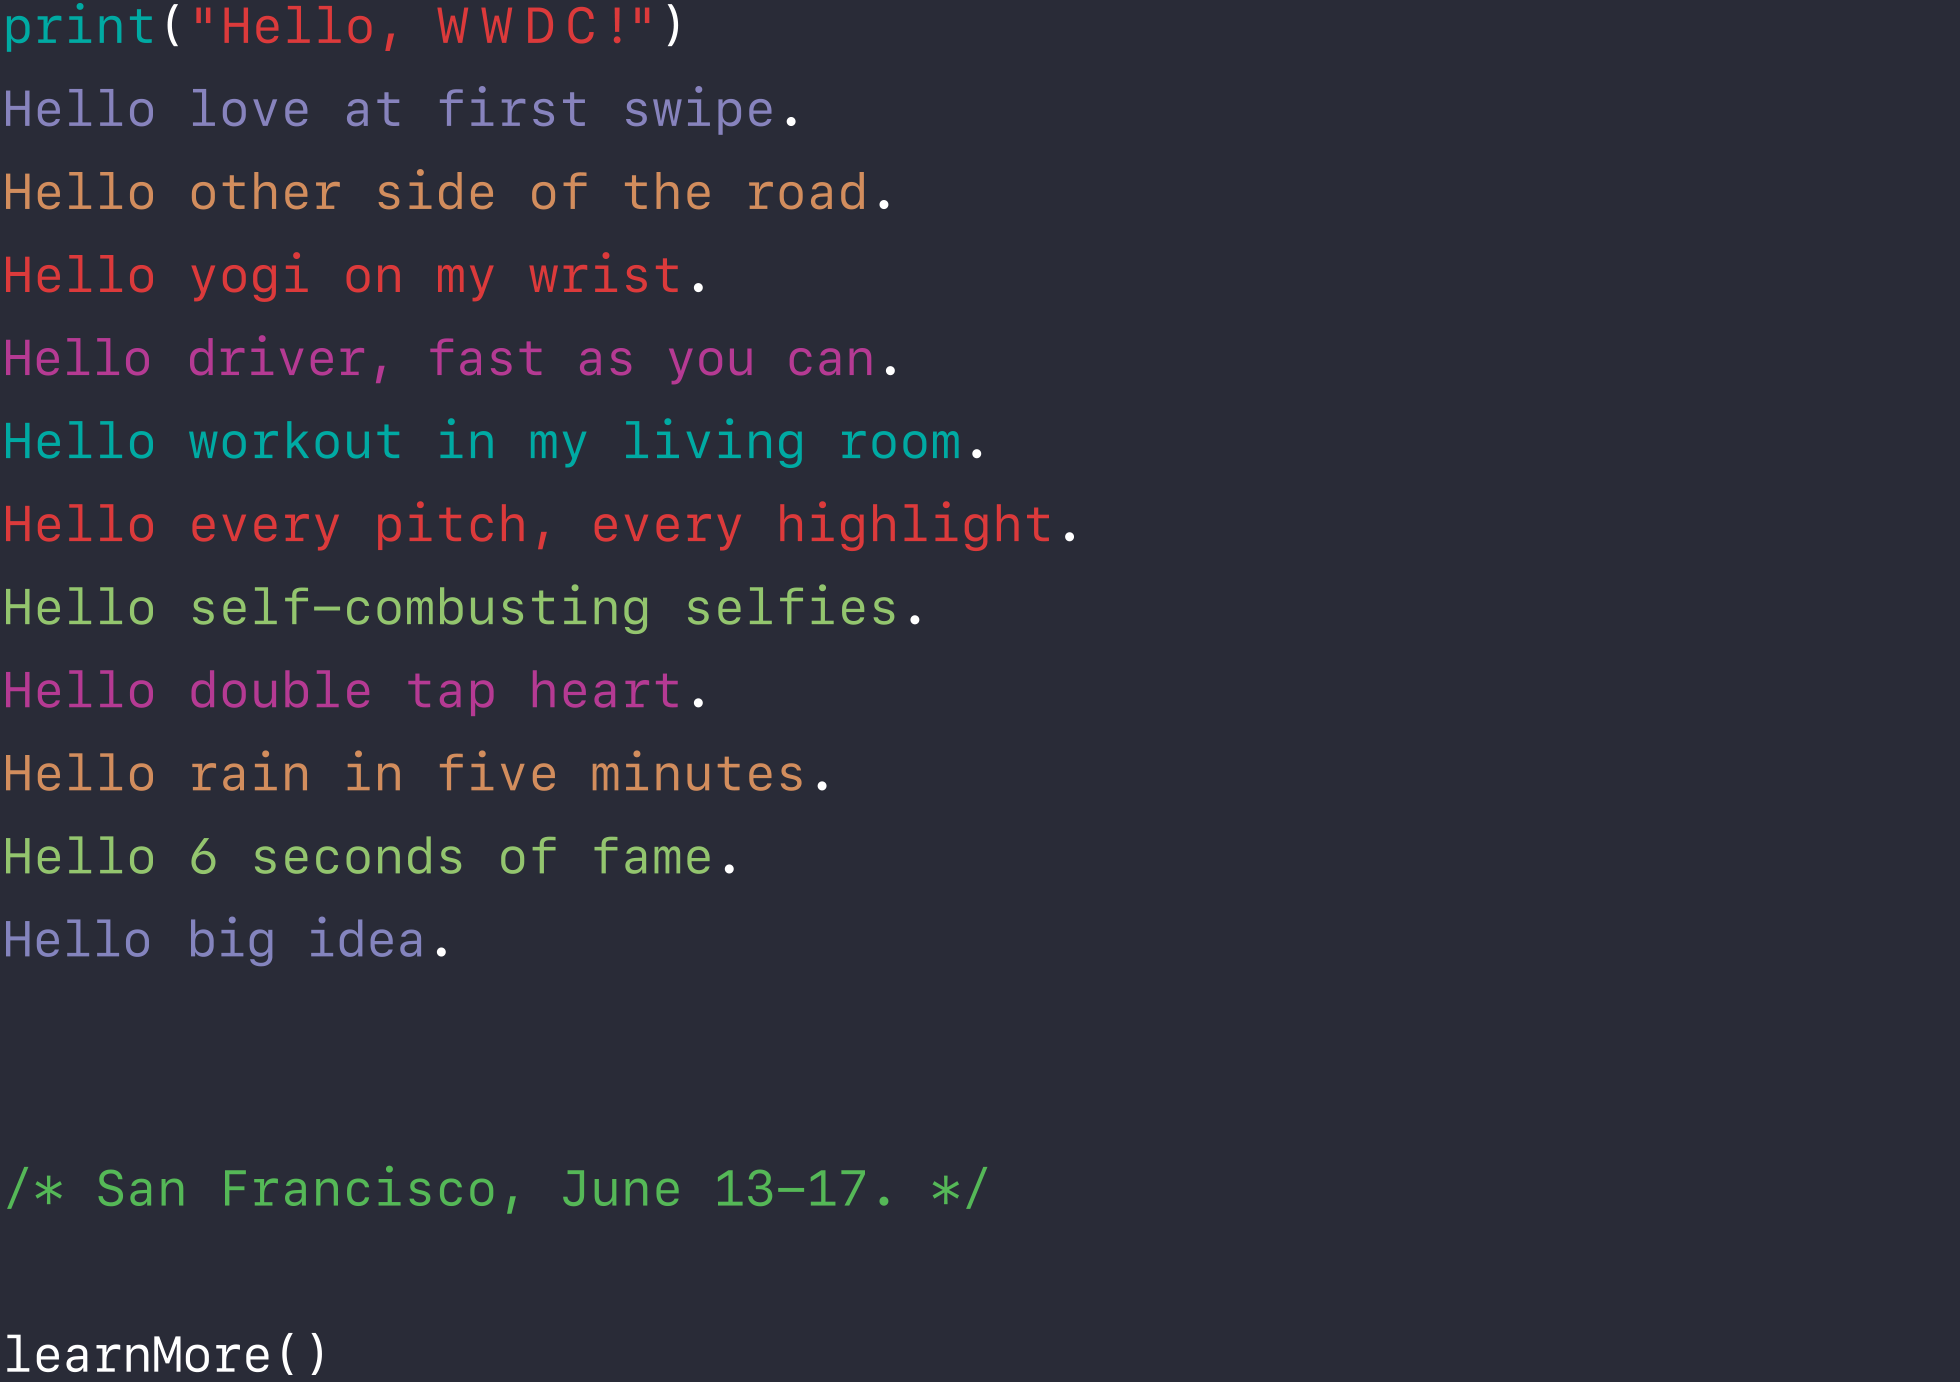 print("Hello, WWDC!")
Hello love at first swipe.
Hello other side of the road.
Hello yogi on my wrist.
Hello driver, fast as you can.
Hello workout in my living room.
Hello every pitch, every highlight.
Hello self-combusting selfies.
Hello double tap heart.
Hello rain in five minutes.
Hello 6 seconds of fame.
Hello big idea.
/* San Francisco, June 13–17. */
learnMore()